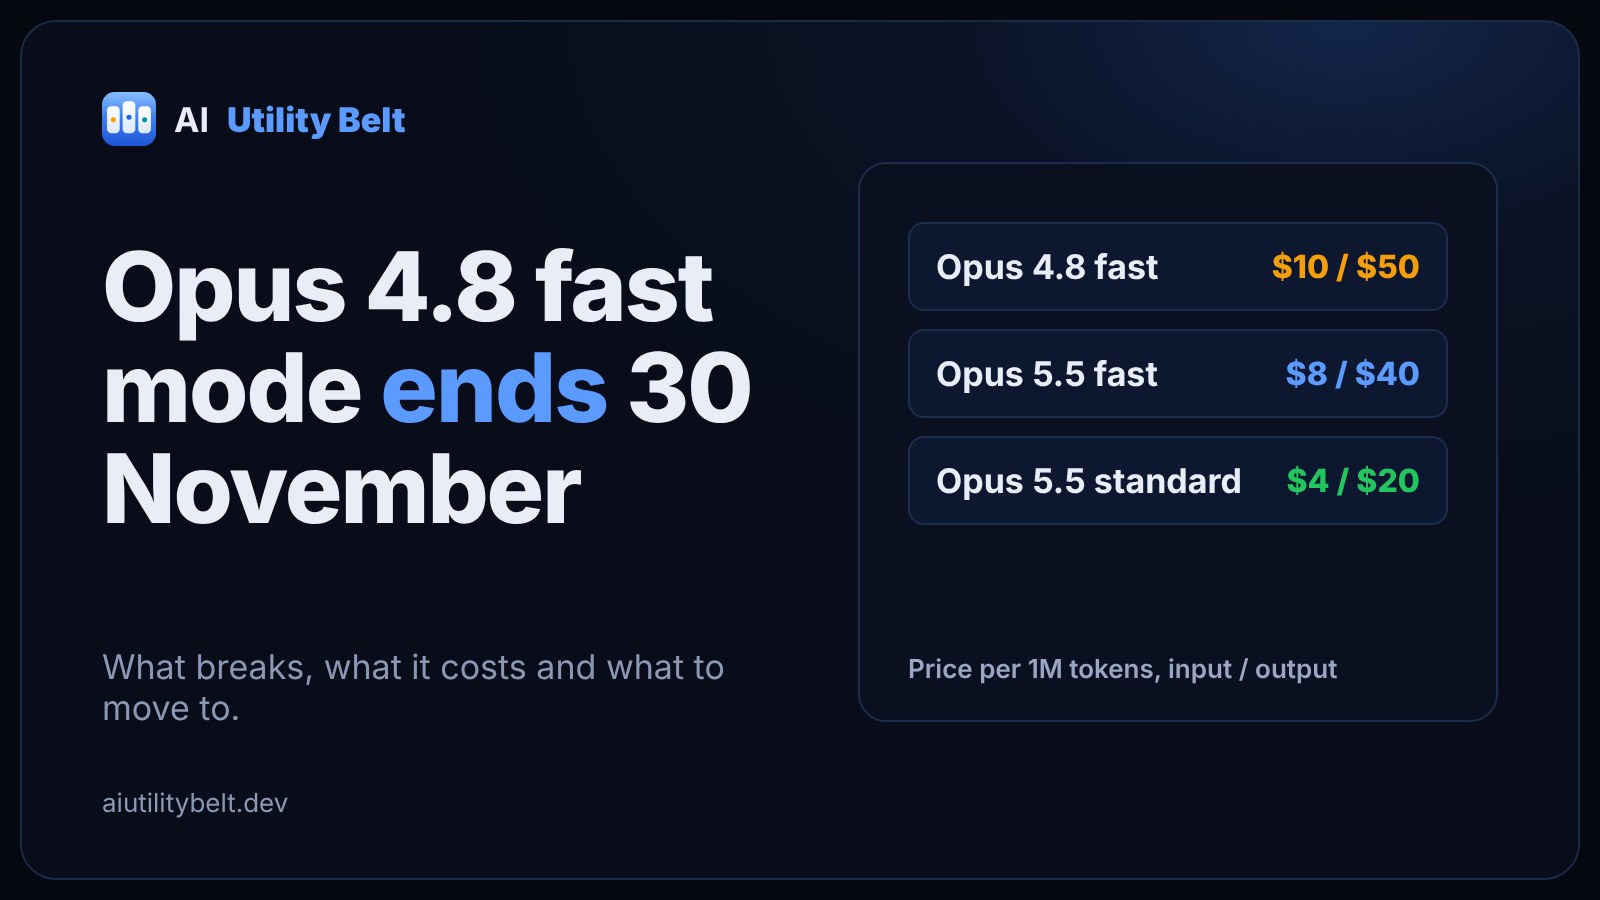 AI Utility Belt
Opus 4.8 fast
mode ends 30
November
What breaks, what it costs and what to
move to.
aiutilitybelt.dev
Opus 4.8 fast $10 / $50
Opus 5.5 fast $8 / $40
Opus 5.5 standard $4 / $20
Price per 1M tokens, input / output